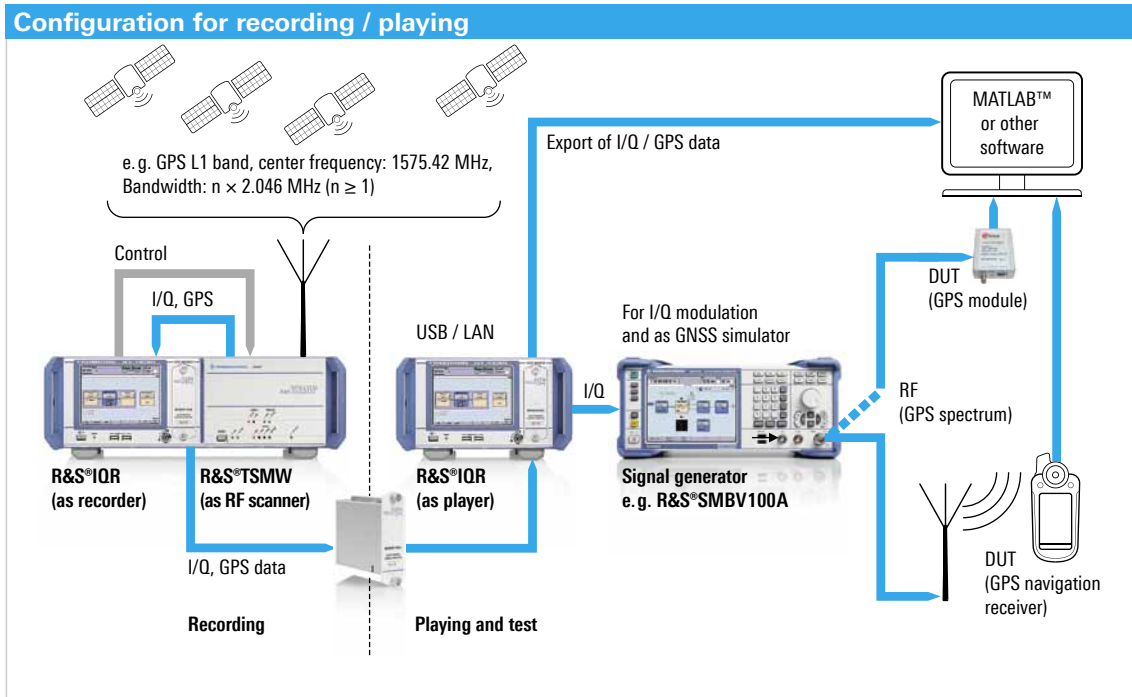 Configuration for recording / playing
e. g. GPS L1 band, center frequency: 1575.42 MHz,
Bandwidth: n × 2.046 MHz (n ≥ 1)
Control
I/Q, GPS
R&S®IQR
(as recorder)
R&S®TSMW
(as RF scanner)
I/Q, GPS data
Recording
Playing and test
USB / LAN
R&S®IQR
(as player)
Export of I/Q / GPS data
I/Q
For I/Q modulation
and as GNSS simulator
Signal generator
e. g. R&S®SMBV100A
MATLAB™
or other
software
DUT
(GPS module)
RF
(GPS spectrum)
DUT
(GPS navigation
receiver)